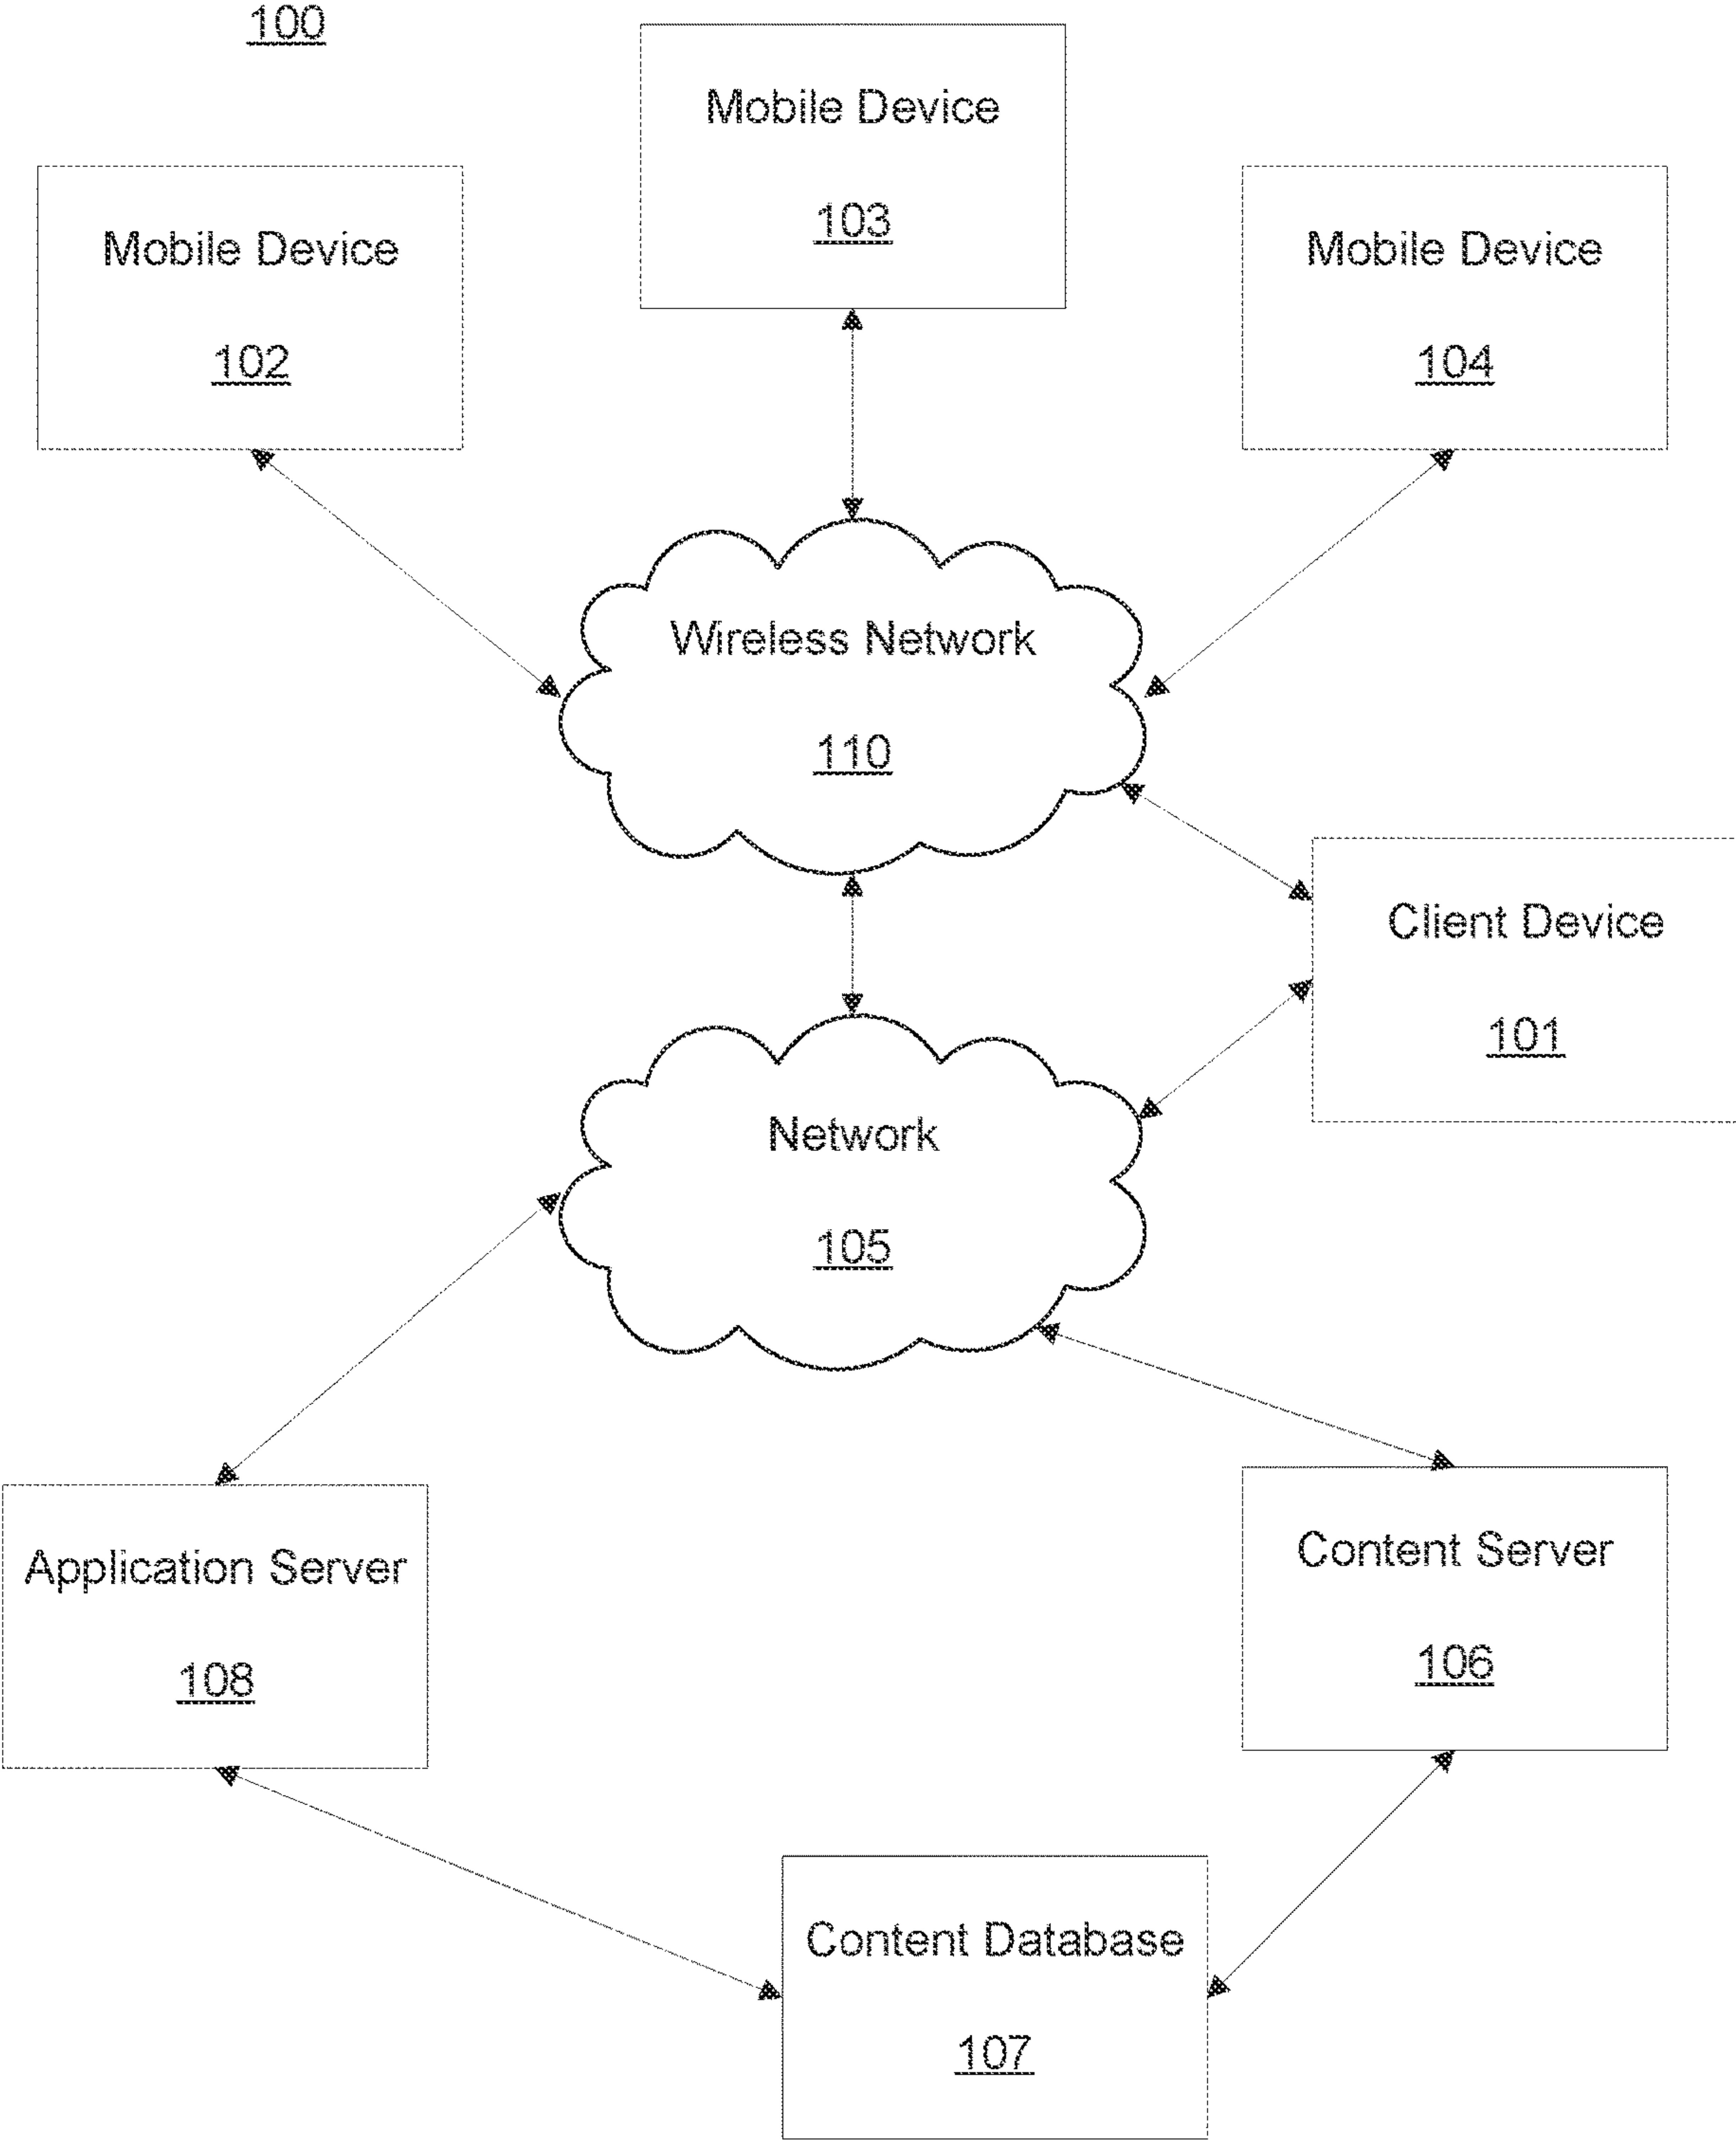 100
Mobile Device
103
Mobile Device
102
Mobile Device
104
Wireless Network
110
Client Device
101
Network
105
Application Server
108
Content Server
106
Content Database
107